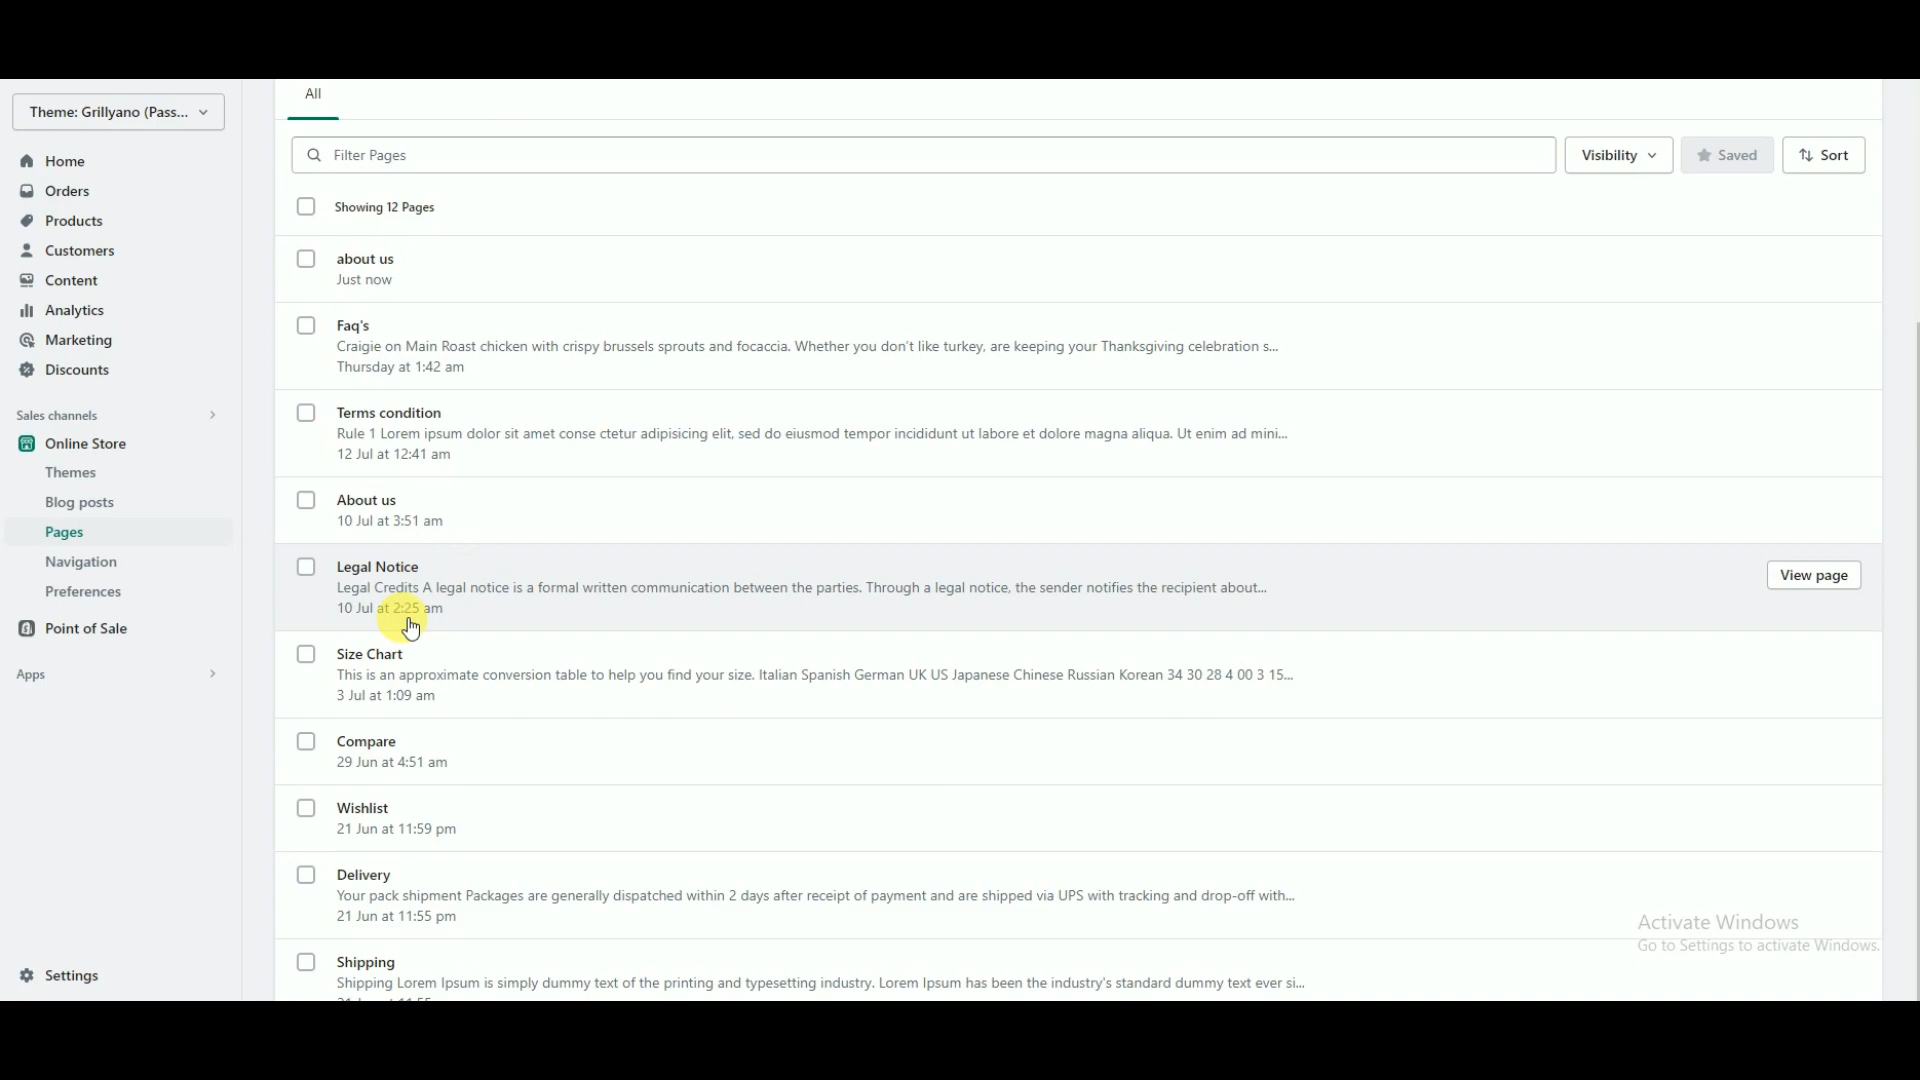 Theme: Grillyano (Pass...
Home
Orders
Products
Customers
Content
Analytics
Marketing
Discounts
Sales channels
Online Store
Themes
Blog posts
Pages
Navigation
Preferences
Point of Sale
Apps
Settings
All
Filter Pages
Visibility
Saved
Sort
Showing 12 Pages
about us
Just now
Faq's
Craigie on Main Roast chicken with crispy brussels sprouts and focaccia. Whether you don't like turkey, are keeping your Thanksgiving celebration s...
Thursday at 1:42 am
Terms condition
Rule 1 Lorem ipsum dolor sit amet conse ctetur adipisicing elit, sed do eiusmod tempor incididunt ut labore et dolore magna aliqua. Ut enim ad mini...
12 Jul at 12:41 am
About us
10 Jul at 3:51 am
Legal Notice
Legal Credits A legal notice is a formal written communication between the parties. Through a legal notice, the sender notifies the recipient about...
10 Jul at 2:25 am
View page
Size Chart
This is an approximate conversion table to help you find your size. Italian Spanish German UK US Japanese Chinese Russian Korean 34 30 28 4 00 3 15...
3 Jul at 1:09 am
Compare
29 Jun at 4:51 am
Wishlist
21 Jun at 11:59 pm
Delivery
Your pack shipment Packages are generally dispatched within 2 days after receipt of payment and are shipped via UPS with tracking and drop-off with...
21 Jun at 11:55 pm
Shipping
Shipping Lorem Ipsum is simply dummy text of the printing and typesetting industry. Lorem Ipsum has been the industry's standard dummy text ever si...
Activate Windows
Go to Settings to activate Windows.